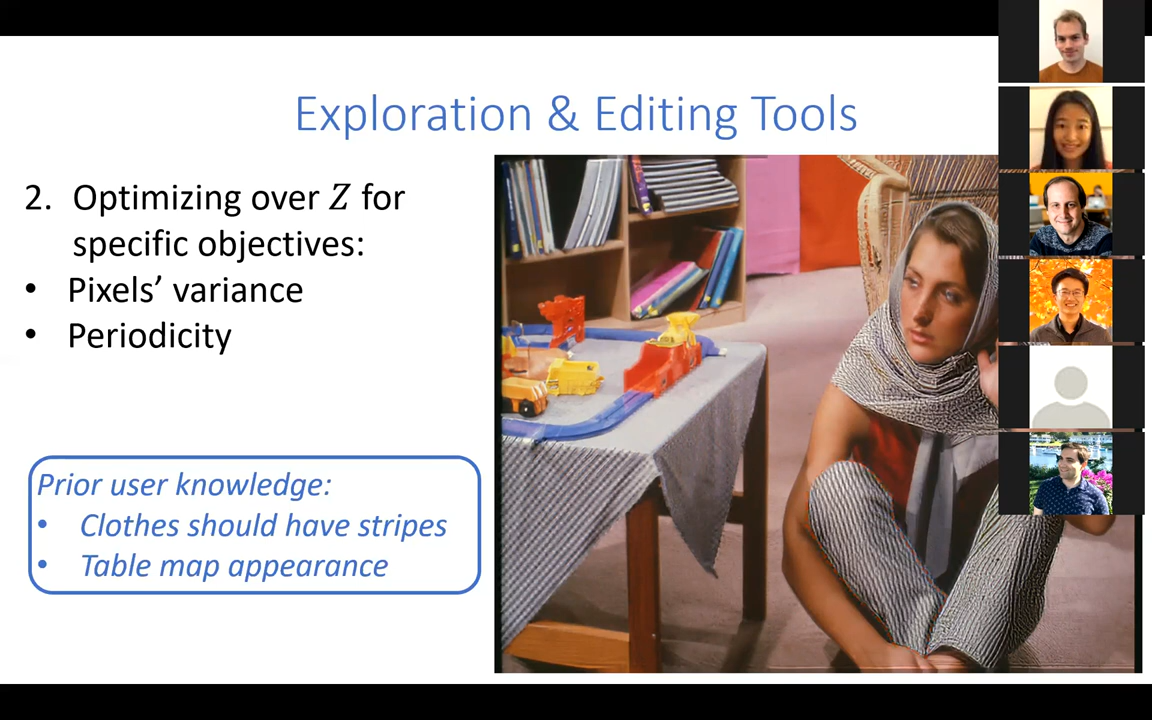 Exploration & Editing Tools
2. Optimizing over Z for
specific objectives:
• Pixels’ variance
• Periodicity
Prior user knowledge:
• Clothes should have stripes
• Table map appearance